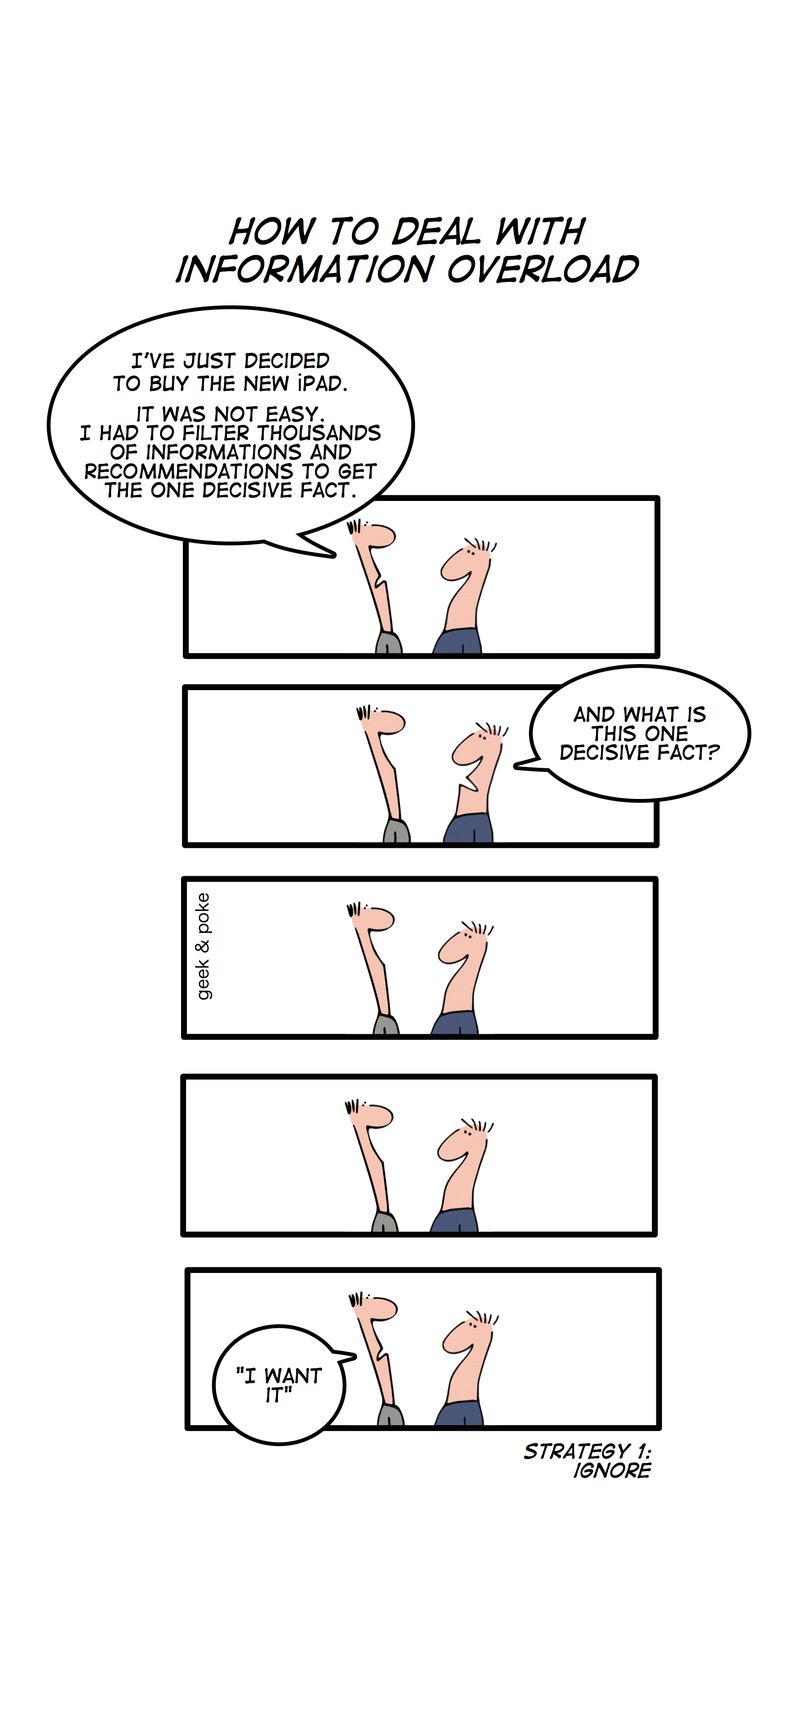 HOW TO DEAL WITH
INFORMATION OVERLOAD
I'VE JUST DECIDED
TO BUY THE NEW iPAD.
IT WAS NOT EASY.
I HAD TO FILTER THOUSANDS
OF INFORMATIONS AND
RECOMMENDATIONS TO GET
THE ONE DECISIVE FACT.
AND WHAT IS
THIS ONE
DECISIVE FACT?
geek & poke
"I WANT
IT"
STRATEGY 1:
IGNORE